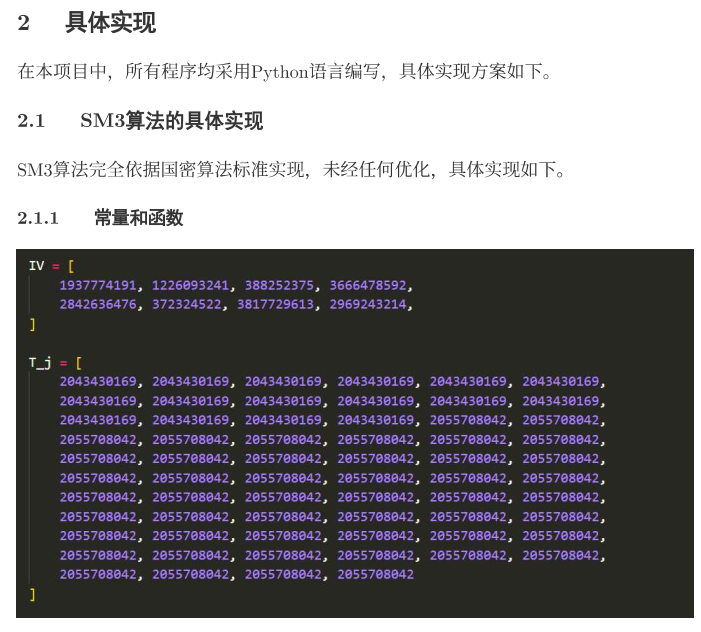 2 具体实现
在本项目中，所有程序均采用Python语言编写，具体实现方案如下。
2.1 SM3算法的具体实现
SM3算法完全依据国密算法标准实现，未经任何优化，具体实现如下。
2.1.1 常量和函数
IV = [
1937774191, 1226093241, 388252375, 3666478592,
2842636476, 372324522, 3817729613, 2969243214,
]
T_j = [
2043430169, 2043430169, 2043430169, 2043430169, 2043430169, 2043430169,
2043430169, 2043430169, 2043430169, 2043430169, 2043430169, 2043430169,
2043430169, 2043430169, 2043430169, 2043430169, 2055708042, 2055708042,
2055708042, 2055708042, 2055708042, 2055708042, 2055708042, 2055708042,
2055708042, 2055708042, 2055708042, 2055708042, 2055708042, 2055708042,
2055708042, 2055708042, 2055708042, 2055708042, 2055708042, 2055708042,
2055708042, 2055708042, 2055708042, 2055708042, 2055708042, 2055708042,
2055708042, 2055708042, 2055708042, 2055708042, 2055708042, 2055708042,
2055708042, 2055708042, 2055708042, 2055708042, 2055708042, 2055708042,
2055708042, 2055708042, 2055708042, 2055708042, 2055708042, 2055708042,
2055708042, 2055708042, 2055708042, 2055708042
]